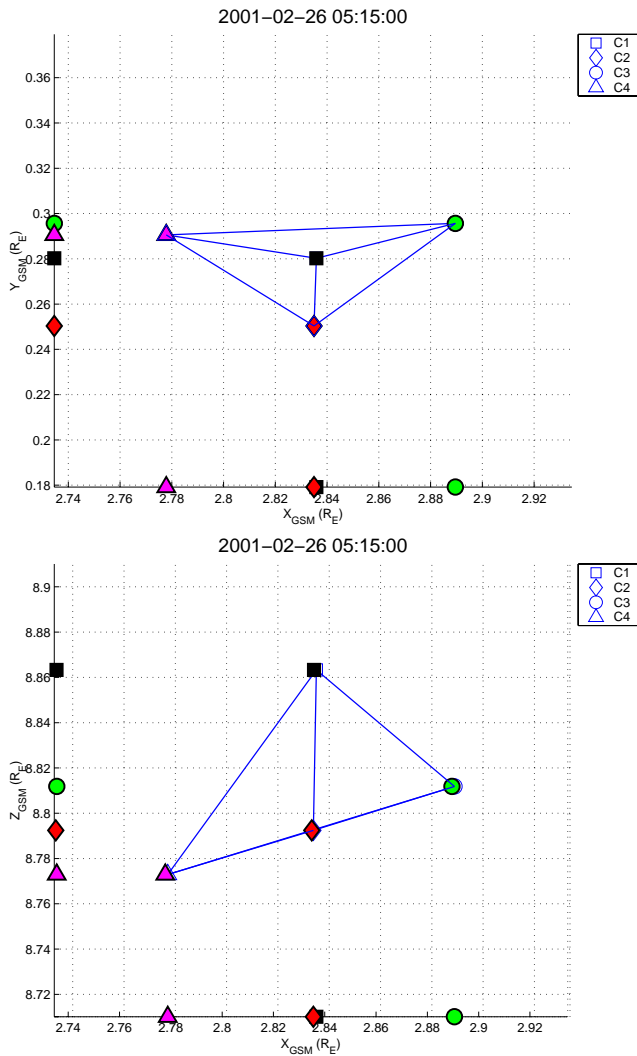 2001−02−26 05:15:00
C1
C2
C3
C4
0.36
0.34
0.32
0.3
0.28
0.26
0.24
0.22
0.2
0.18
Y_GSM (R_E)
2.74 2.76 2.78 2.8 2.82 2.84 2.86 2.88 2.9 2.92
X_GSM (R_E)
2001−02−26 05:15:00
C1
C2
C3
C4
8.9
8.88
8.86
8.84
8.82
8.8
8.78
8.76
8.74
8.72
Z_GSM (R_E)
2.74 2.76 2.78 2.8 2.82 2.84 2.86 2.88 2.9 2.92
X_GSM (R_E)